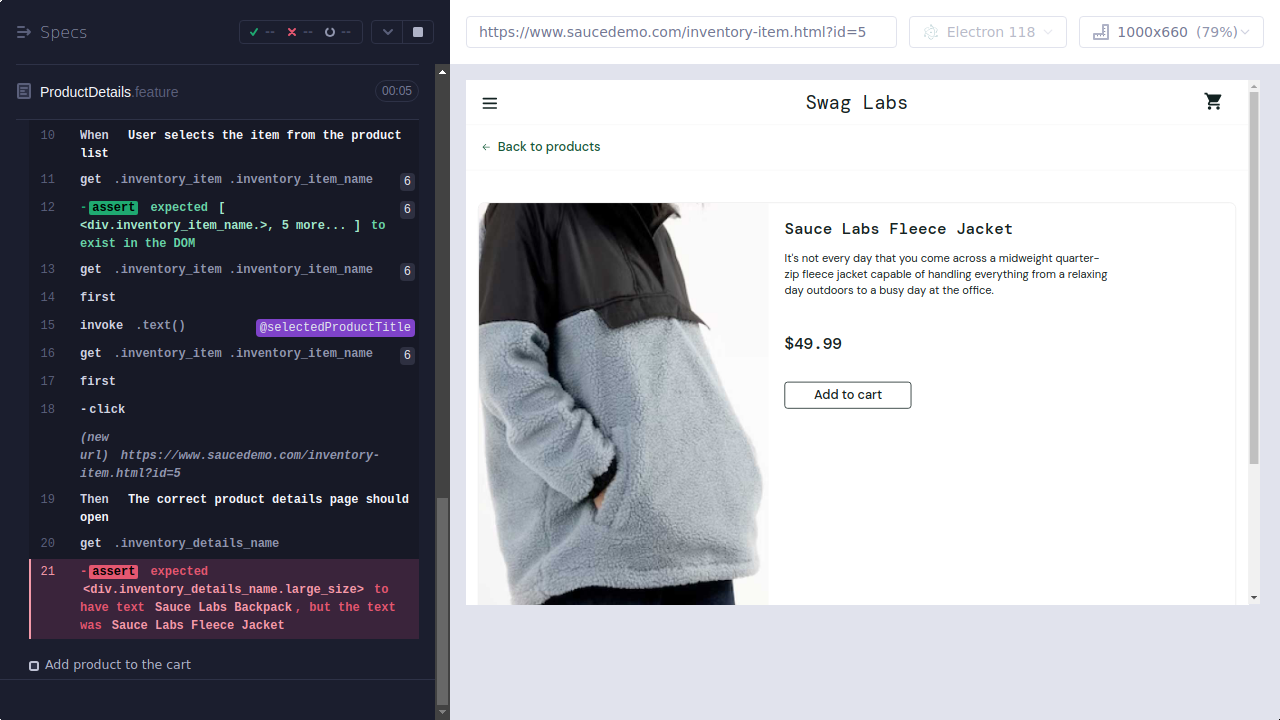 Specs
--
--
--
https://www.saucedemo.com/inventory-item.html?id=5
Electron 118
1000x660 (79%)
ProductDetails.feature
00:05
10 When User selects the item from the product
list
11 get .inventory_item .inventory_item_name 6
12 -assert expected [ 6
<div.inventory_item_name.>, 5 more... ] to
exist in the DOM
13 get .inventory_item .inventory_item_name 6
14 first
15 invoke .text() @selectedProductTitle
16 get .inventory_item .inventory_item_name 6
17 first
18 -click
(new
url) https://www.saucedemo.com/inventory-
item.html?id=5
19 Then The correct product details page should
open
20 get .inventory_details_name
21 -assert expected
<div.inventory_details_name.large_size> to
have text Sauce Labs Backpack, but the text
was Sauce Labs Fleece Jacket
Add product to the cart
Swag Labs
← Back to products
Sauce Labs Fleece Jacket
It's not every day that you come across a midweight quarter-
zip fleece jacket capable of handling everything from a relaxing
day outdoors to a busy day at the office.
$49.99
Add to cart